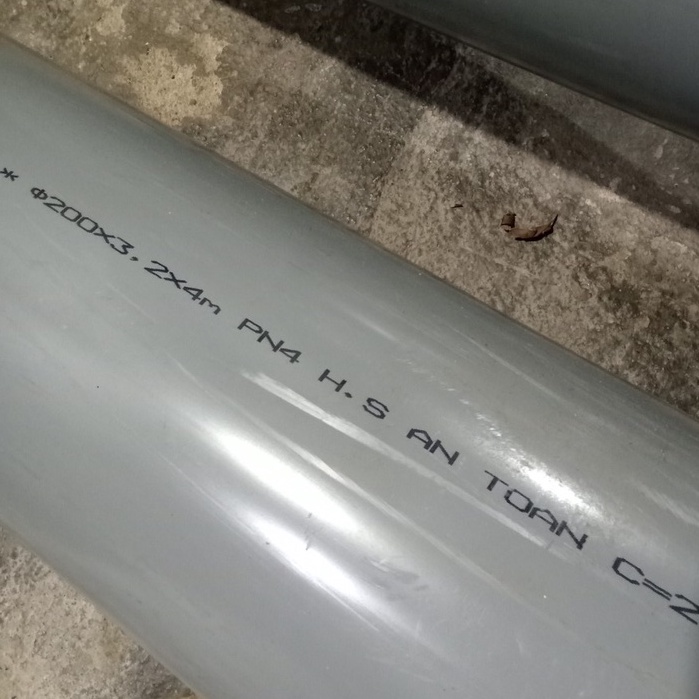 * Φ200X3,2X4m PN4 H.S AN TOAN C=2